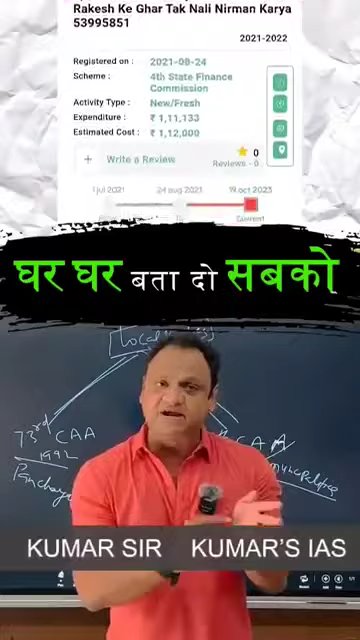 Rakesh Ke Ghar Tak Nali Nirman Karya
53995851
2021-2022
Registered on : 2021-08-24
Scheme : 4th State Finance
Commission
Activity Type : New/Fresh
Expenditure : ₹ 1,11,133
Estimated Cost : ₹ 1,12,000
+ Write a Review 0
Reviews - 0
1 jul 2021 24 aug 2021 19 oct 2023
Current
घर घर बता दो सबको
73rd CAA
1992
KUMAR SIR KUMAR'S IAS